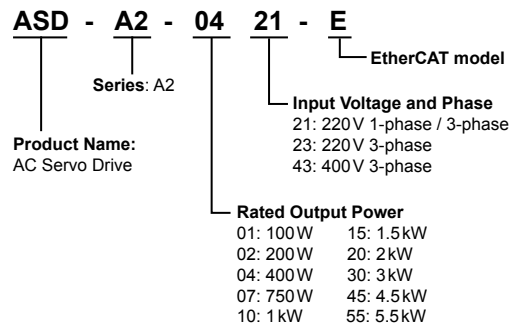 ASD - A2 - 04 21 - E
EtherCAT model
Series: A2
Input Voltage and Phase
21: 220V 1-phase / 3-phase
23: 220V 3-phase
43: 400V 3-phase
Product Name:
AC Servo Drive
Rated Output Power
01: 100W 15: 1.5kW
02: 200W 20: 2kW
04: 400W 30: 3kW
07: 750W 45: 4.5kW
10: 1kW 55: 5.5kW